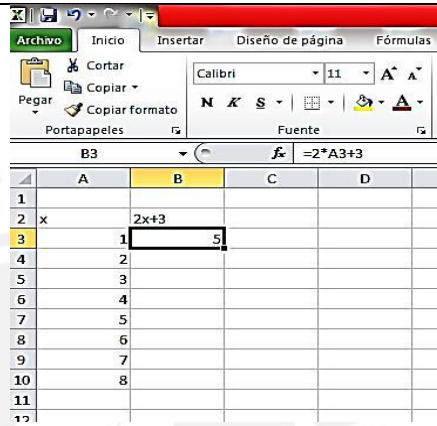 Archivo Inicio Insertar Diseño de página Fórmulas
Cortar
Copiar
Copiar formato
Pegar
Calibri 11 A A
N K S A
Portapapeles Fuente
B3 fx =2*A3+3
A B C D
1
2 x 2x+3
3 1 5
4 2
5 3
6 4
7 5
8 6
9 7
10 8
11
12